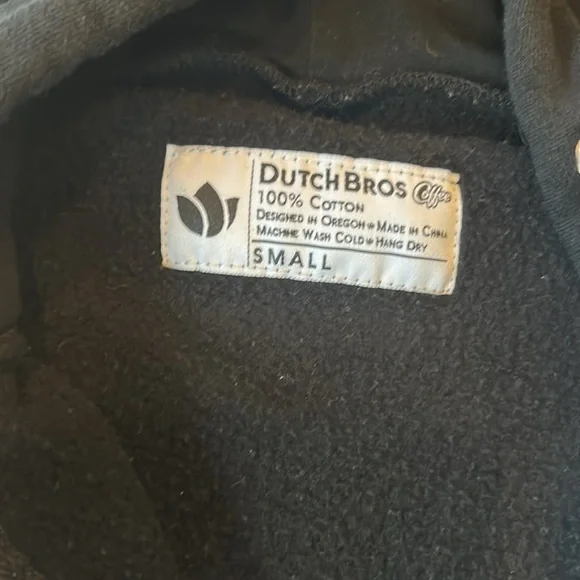 DUTCH BROS Coffee
100% COTTON
DESIGNED IN OREGON MADE IN CHINA
MACHINE WASH COLD HANG DRY
SMALL